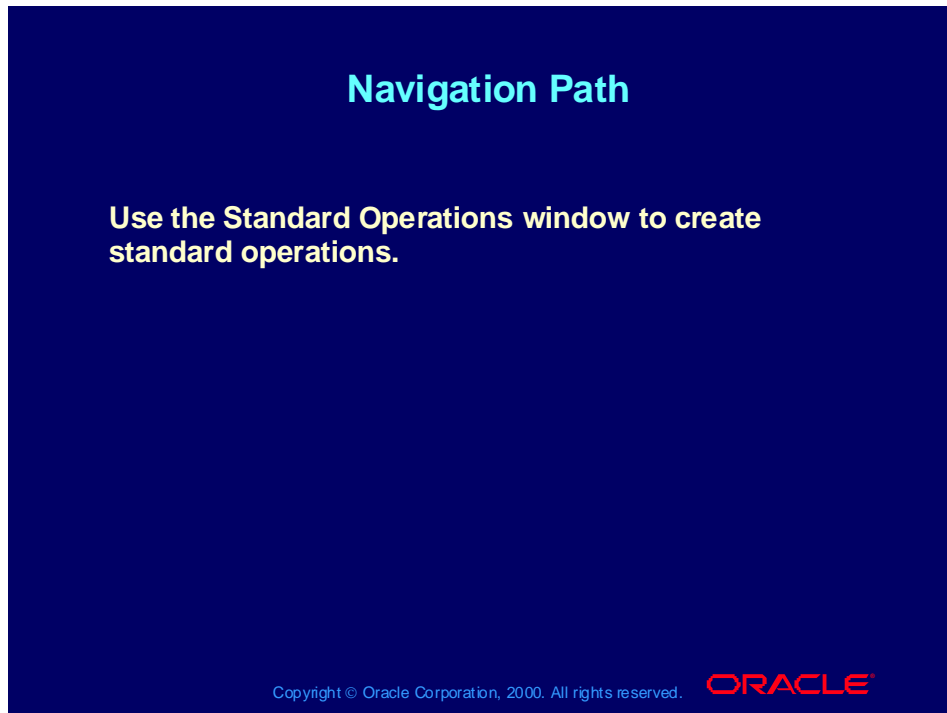 Navigation Path
Use the Standard Operations window to create
standard operations.
Copyright © Oracle Corporation, 2000. All rights reserved.
ORACLE®